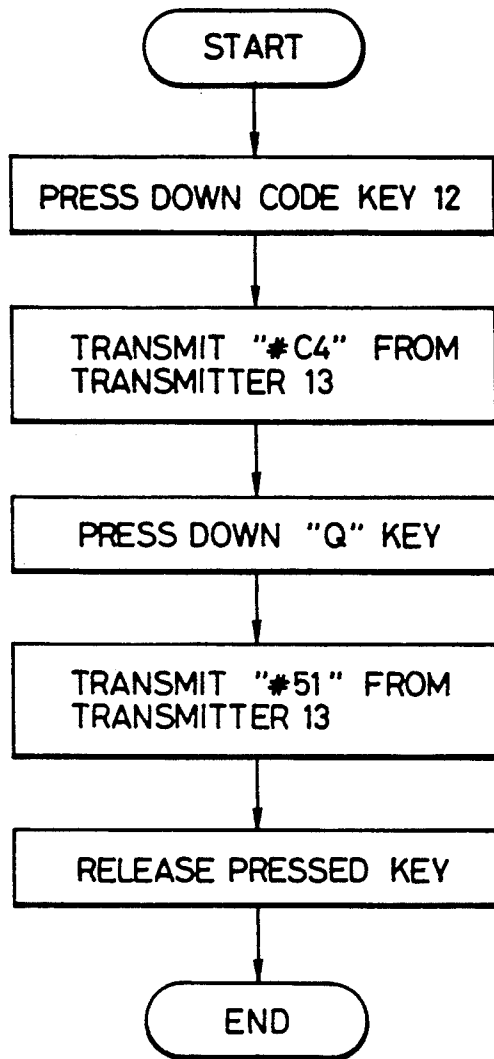 START
PRESS DOWN CODE KEY 12
TRANSMIT "#C4" FROM
TRANSMITTER 13
PRESS DOWN "Q" KEY
TRANSMIT "#51" FROM
TRANSMITTER 13
RELEASE PRESSED KEY
END